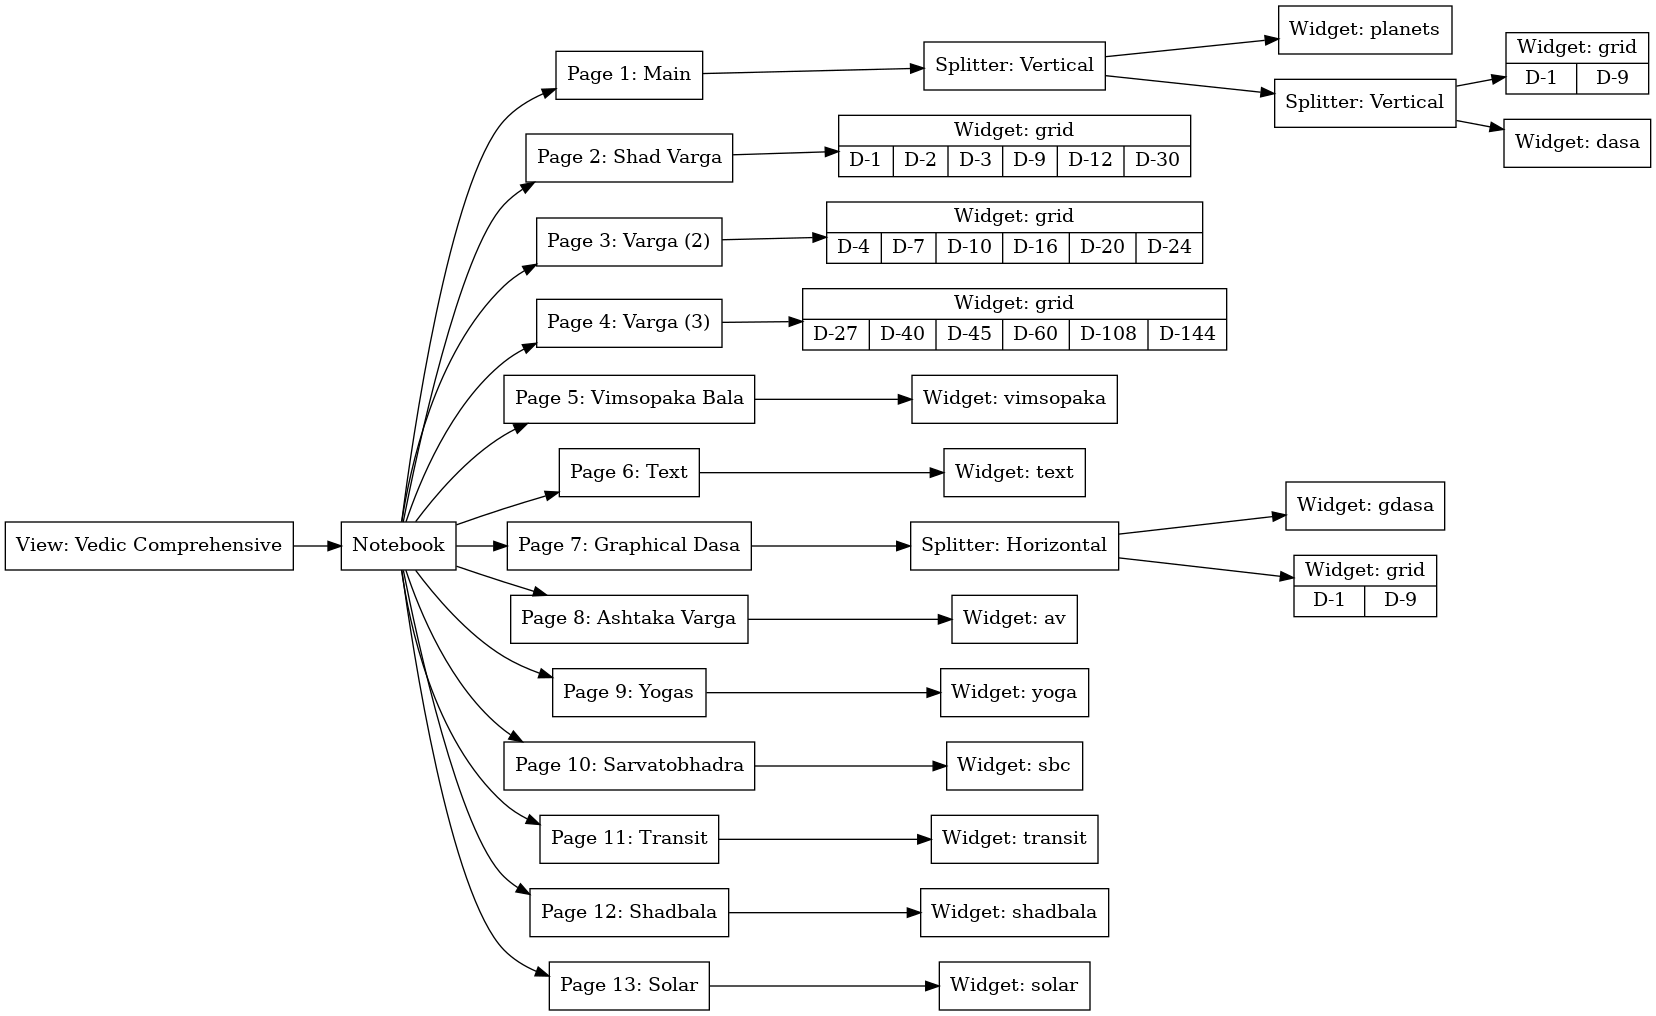 View: Vedic Comprehensive
Notebook
Page 1: Main
Splitter: Vertical
Widget: planets
Splitter: Vertical
Widget: grid
D-1 D-9
Widget: dasa
Page 2: Shad Varga
Widget: grid
D-1 D-2 D-3 D-9 D-12 D-30
Page 3: Varga (2)
Widget: grid
D-4 D-7 D-10 D-16 D-20 D-24
Page 4: Varga (3)
Widget: grid
D-27 D-40 D-45 D-60 D-108 D-144
Page 5: Vimsopaka Bala
Widget: vimsopaka
Page 6: Text
Widget: text
Page 7: Graphical Dasa
Splitter: Horizontal
Widget: gdasa
Widget: grid
D-1 D-9
Page 8: Ashtaka Varga
Widget: av
Page 9: Yogas
Widget: yoga
Page 10: Sarvatobhadra
Widget: sbc
Page 11: Transit
Widget: transit
Page 12: Shadbala
Widget: shadbala
Page 13: Solar
Widget: solar